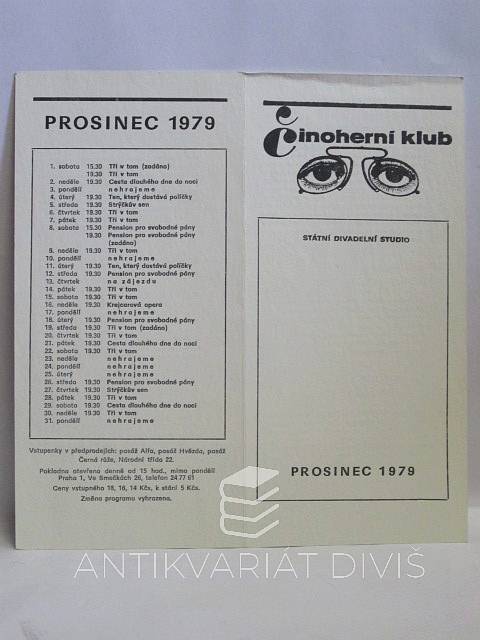 PROSINEC 1979
1. sobota 15.30 Tři v tom (zadáno)
19.30 Tři v tom
2. neděle 19.30 Cesta dlouhého dne do noci
3. pondělí nehrajeme
4. úterý 19.30 Ten, který dostává políčky
5. středa 19.30 Strýčkův sen
6. čtvrtek 19.30 Tři v tom
7. pátek 19.30 Tři v tom
8. sobota 15.30 Pension pro svobodné pány
19.30 Pension pro svobodné pány
(zadáno)
9. neděle 19.30 Tři v tom
10. pondělí nehrajeme
11. úterý 19.30 Ten, který dostává políčky
12. středa 19.30 Pension pro svobodné pány
13. čtvrtek na zájezdu
14. pátek 19.30 Tři v tom
15. sobota 19.30 Tři v tom
16. neděle 19.30 Krejcarová opera
17. pondělí nehrajeme
18. úterý 19.30 Pension pro svobodné pány
19. středa 19.30 Tři v tom (zadáno)
20. čtvrtek 19.30 Tři v tom
21. pátek 19.30 Cesta dlouhého dne do noci
22. sobota 19.30 Tři v tom
23. neděle nehrajeme
24. pondělí nehrajeme
25. úterý nehrajeme
26. středa 19.30 Pension pro svobodné pány
27. čtvrtek 19.30 Strýčkův sen
28. pátek 19.30 Tři v tom
29. sobota 19.30 Cesta dlouhého dne do noci
30. neděle 19.30 Tři v tom
31. pondělí nehrajeme
Vstupenky v předprodejích: pasáž Alfa, pasáž Hvězda, pasáž
Černá růže, Národní třída 22.
Pokladna otevřena denně od 15 hod., mimo pondělí
Praha 1, Ve Smečkách 26, telefon 24 77 61
Ceny vstupného 18, 16, 14 Kčs, k stání 5 Kčs.
Změna programu vyhrazena.
Činoherní klub
STÁTNÍ DIVADELNÍ STUDIO
PROSINEC 1979
ANTIKVARIÁT DIVIŠ